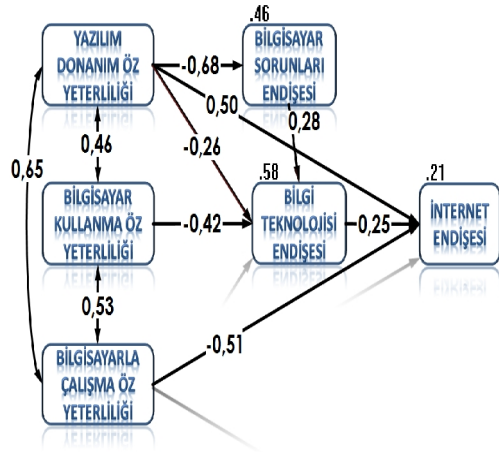 .46
YAZILIM
DONANIM ÖZ
YETERLİLİĞİ
-0,68
BİLGİSAYAR
SORUNLARI
ENDİŞESİ
0,50
0,28
-0,26
0,46
0,65
.58
.21
BİLGİSAYAR
KULLANMA ÖZ
YETERLİLİĞİ
-0,42
BİLGİ
TEKNOLOJİSİ
ENDİŞESİ
0,25
İNTERNET
ENDİŞESİ
0,53
-0,51
BİLGİSAYARLA
ÇALIŞMA ÖZ
YETERLİLİĞİ